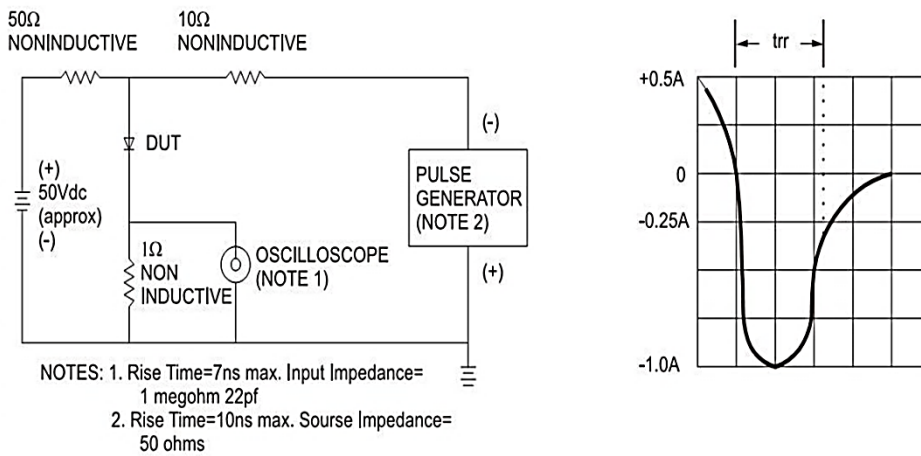 50Ω
NONINDUCTIVE
10Ω
NONINDUCTIVE
DUT
(+)
50Vdc
(approx)
(-)
1Ω
NON
INDUCTIVE
OSCILLOSCOPE
(NOTE 1)
(-)
PULSE
GENERATOR
(NOTE 2)
(+)
NOTES: 1. Rise Time=7ns max. Input Impedance=
1 megohm 22pf
2. Rise Time=10ns max. Sourse Impedance=
50 ohms
trr
+0.5A
0
-0.25A
-1.0A